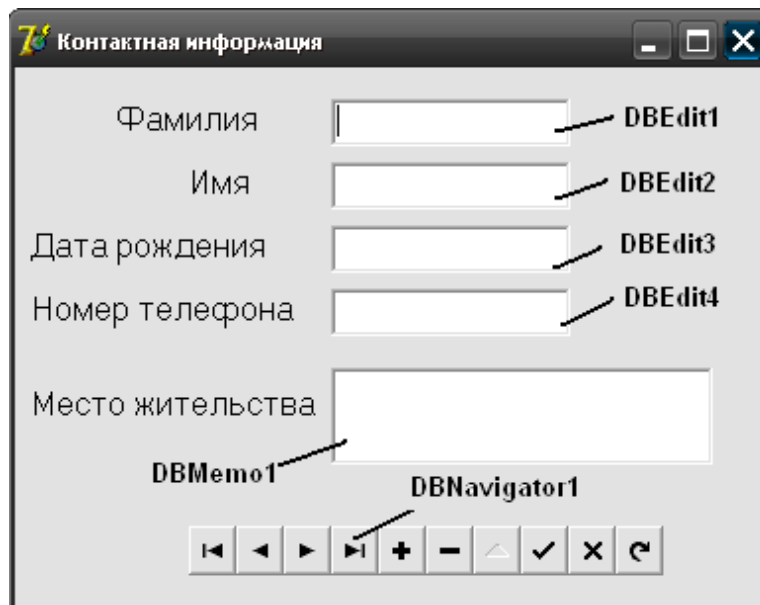 Контактная информация
Фамилия DBEdit1
Имя DBEdit2
Дата рождения DBEdit3
Номер телефона DBEdit4
Место жительства
DBMemo1
DBNavigator1